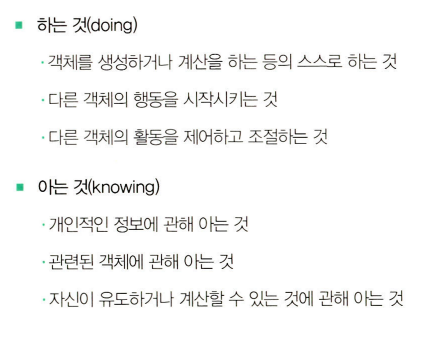 ■ 하는 것(doing)
· 객체를 생성하거나 계산을 하는 등의 스스로 하는 것
· 다른 객체의 행동을 시작시키는 것
· 다른 객체의 활동을 제어하고 조절하는 것
■ 아는 것(knowing)
· 개인적인 정보에 관해 아는 것
· 관련된 객체에 관해 아는 것
· 자신이 유도하거나 계산할 수 있는 것에 관해 아는 것